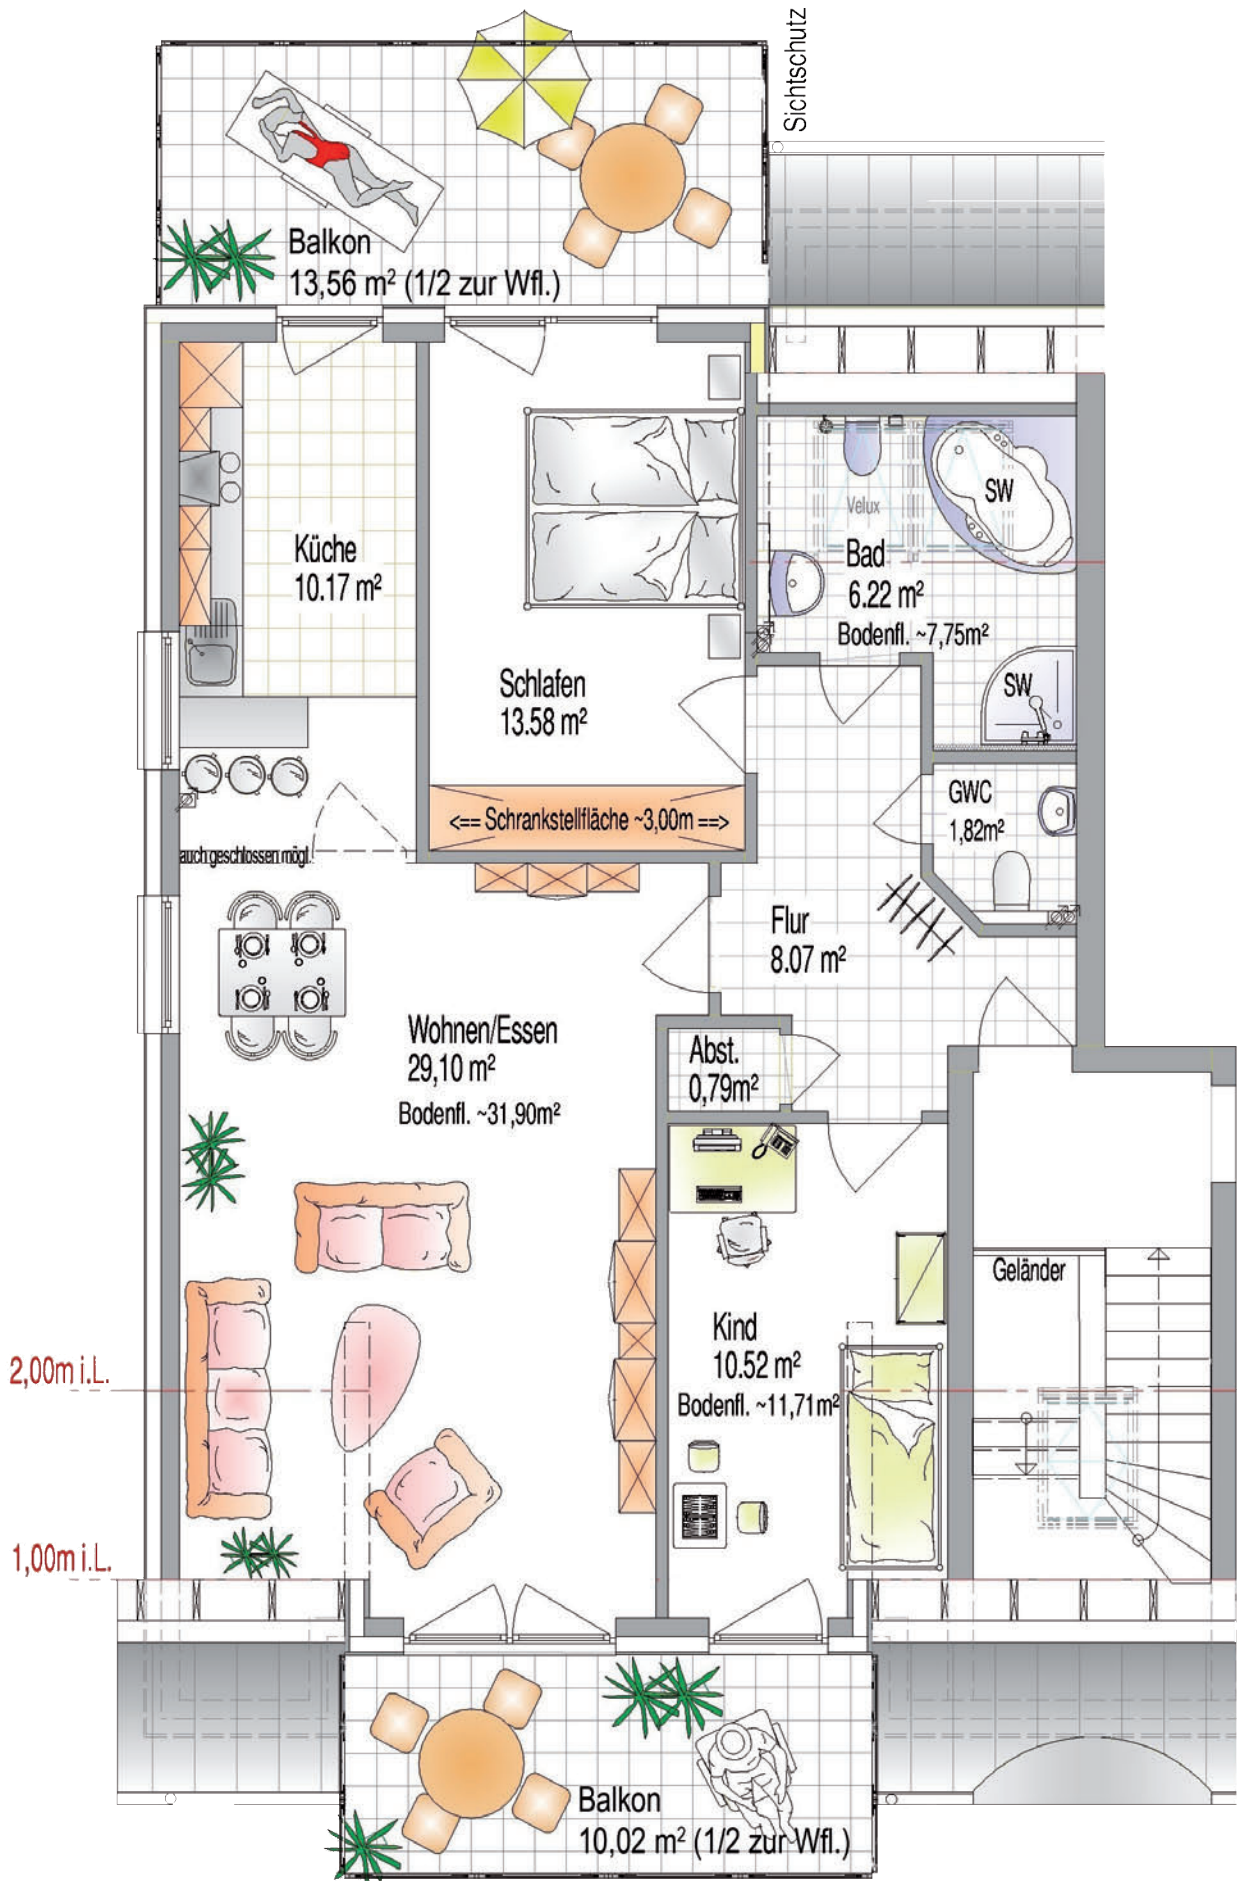 Sichtschutz
Balkon
13,56 m² (1/2 zur Wfl.)
Küche
10.17 m²
Velux
SW
Bad
6.22 m²
Bodenfl. ~7,75m²
Schlafen
13.58 m²
SW
<== Schrankstellfläche ~3,00m ==>
GWC
1,82m²
auch geschlossen mögl.
Flur
8.07 m²
Wohnen/Essen
29,10 m²
Bodenfl. ~31,90m²
Abst.
0,79m²
Geländer
Kind
10.52 m²
Bodenfl. ~11,71m²
2,00m i.L.
1,00m i.L.
Balkon
10,02 m² (1/2 zur Wfl.)